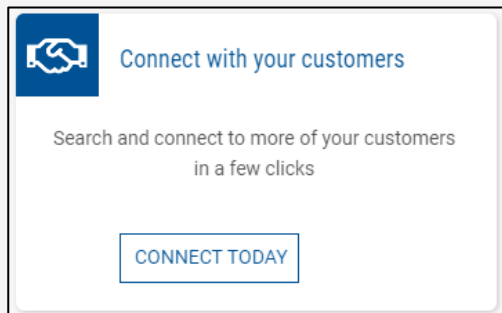 Connect with your customers
Search and connect to more of your customers
in a few clicks
CONNECT TODAY